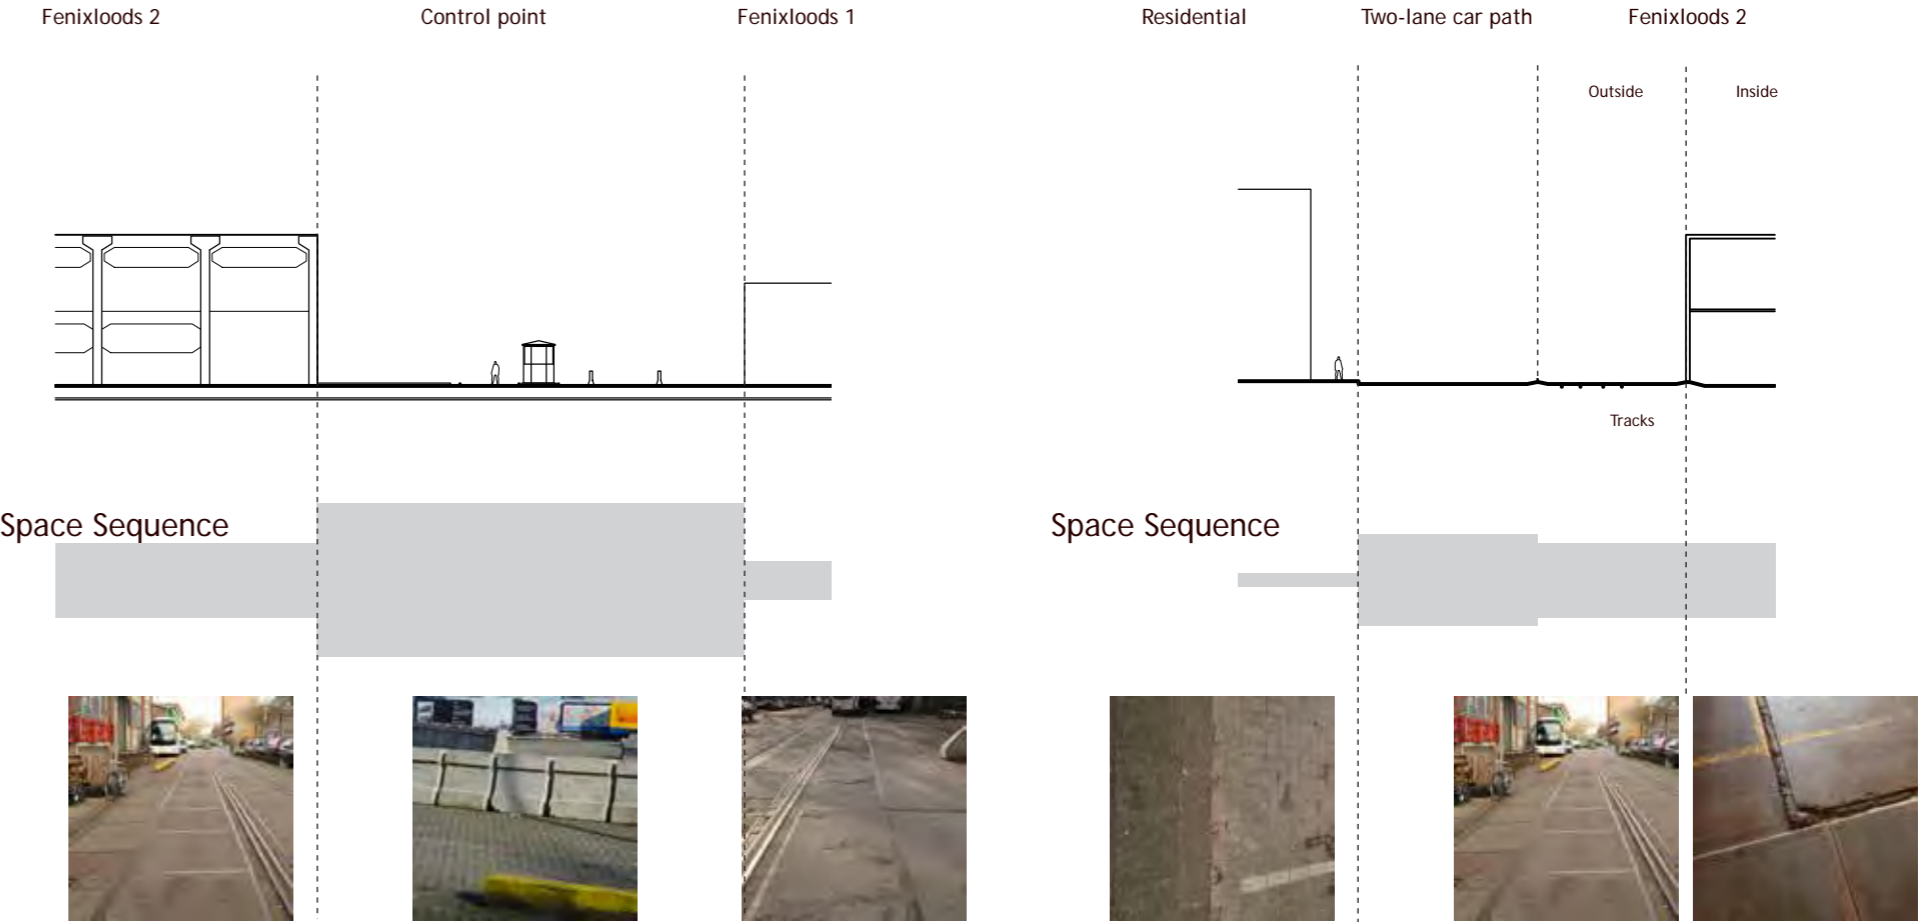 Fenixloods 2
Control point
Fenixloods 1
Residential
Two-lane car path
Fenixloods 2
Outside
Inside
Tracks
Space Sequence
Space Sequence